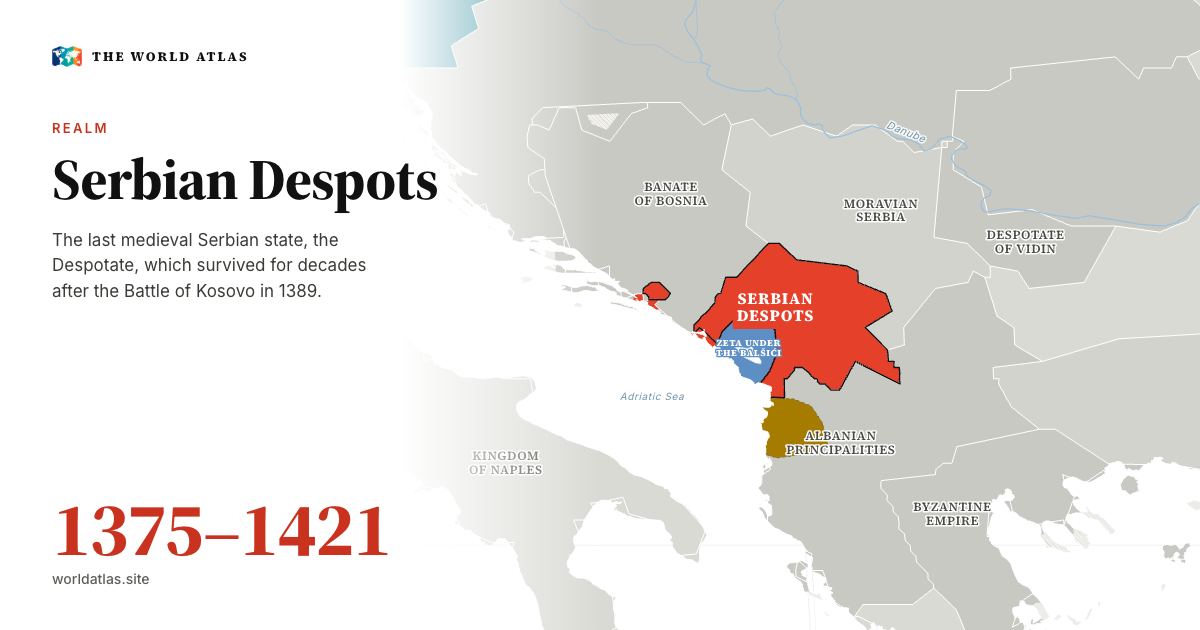 THE WORLD ATLAS
REALM
Serbian Despots
The last medieval Serbian state, the
Despotate, which survived for decades
after the Battle of Kosovo in 1389.
1375–1421
worldatlas.site
Danube
BANATE
OF BOSNIA
MORAVIAN
SERBIA
DESPOTATE
OF VIDIN
SERBIAN
DESPOTS
ZETA UNDER
THE BALŠIĆI
Adriatic Sea
ALBANIAN
PRINCIPALITIES
KINGDOM
OF NAPLES
BYZANTINE
EMPIRE